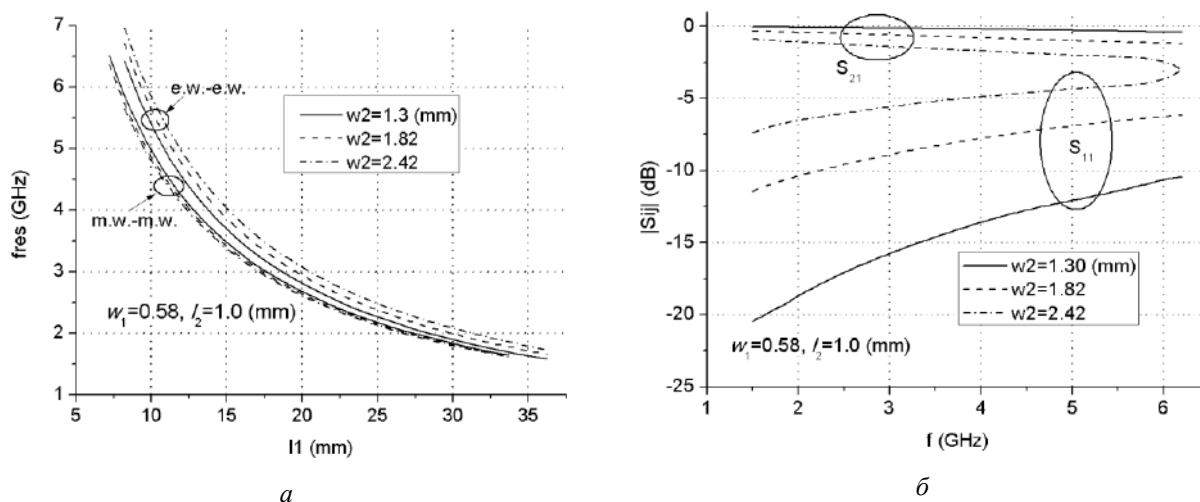 7
6
5
4
3
2
1
fres (GHz)
e.w.-e.w.
m.w.-m.w.
w2=1.3 (mm)
w2=1.82
w2=2.42
w₁=0.58, l₂=1.0 (mm)
5 10 15 20 25 30 35
l1 (mm)
а
0
-5
-10
-15
-20
-25
|Sij| (dB)
S₂₁
S₁₁
w2=1.30 (mm)
w2=1.82
w2=2.42
w₁=0.58, l₂=1.0 (mm)
1 2 3 4 5 6
f (GHz)
б